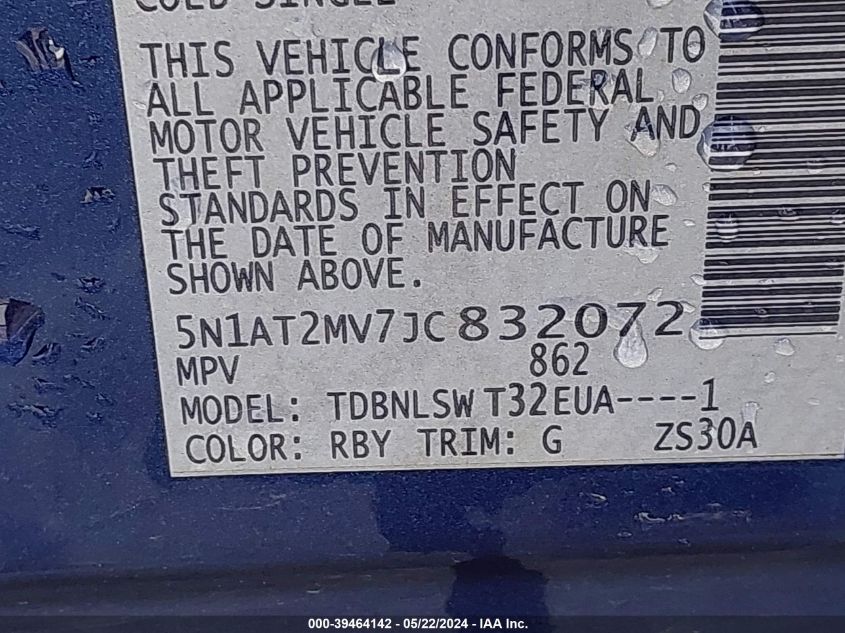 COLD SINGLE
THIS VEHICLE CONFORMS TO
ALL APPLICABLE FEDERAL
MOTOR VEHICLE SAFETY AND
THEFT PREVENTION
STANDARDS IN EFFECT ON
THE DATE OF MANUFACTURE
SHOWN ABOVE.
5N1AT2MV7JC832072
MPV 862
MODEL: TDBNLSW T32EUA----1
COLOR: RBY TRIM: G ZS30A
000-39464142 - 05/22/2024 - IAA Inc.